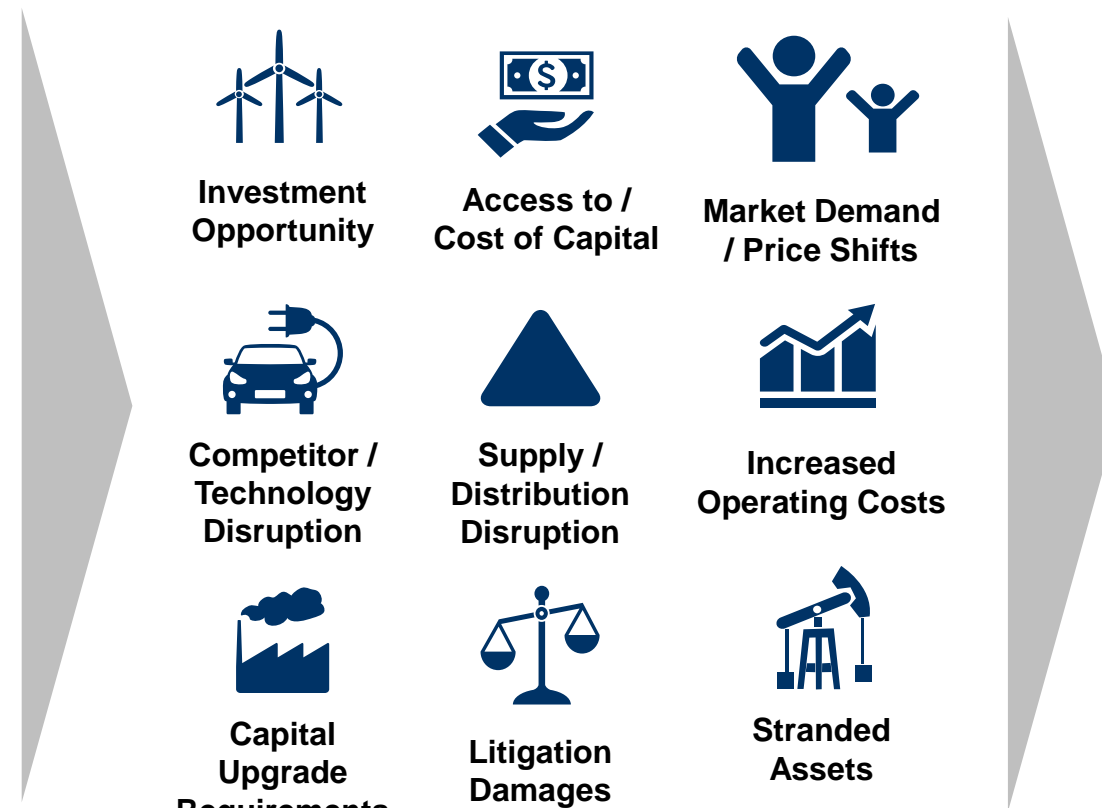 $
Investment
Opportunity
Access to /
Cost of Capital
Market Demand
/ Price Shifts
Competitor /
Technology
Disruption
Supply /
Distribution
Disruption
Increased
Operating Costs
Capital
Upgrade
Requirements
Litigation
Damages
Stranded
Assets